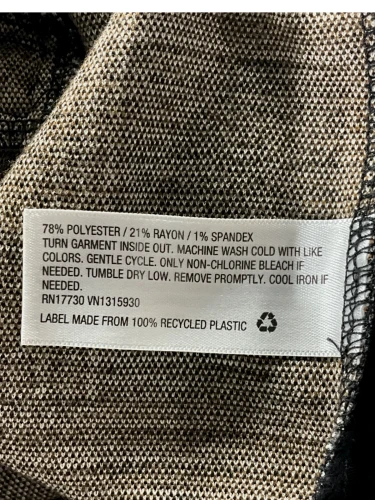 78% POLYESTER / 21% RAYON / 1% SPANDEX
TURN GARMENT INSIDE OUT. MACHINE WASH COLD WITH LIKE
COLORS. GENTLE CYCLE. ONLY NON-CHLORINE BLEACH IF
NEEDED. TUMBLE DRY LOW. REMOVE PROMPTLY. COOL IRON IF
NEEDED.
RN17730 VN1315930
LABEL MADE FROM 100% RECYCLED PLASTIC